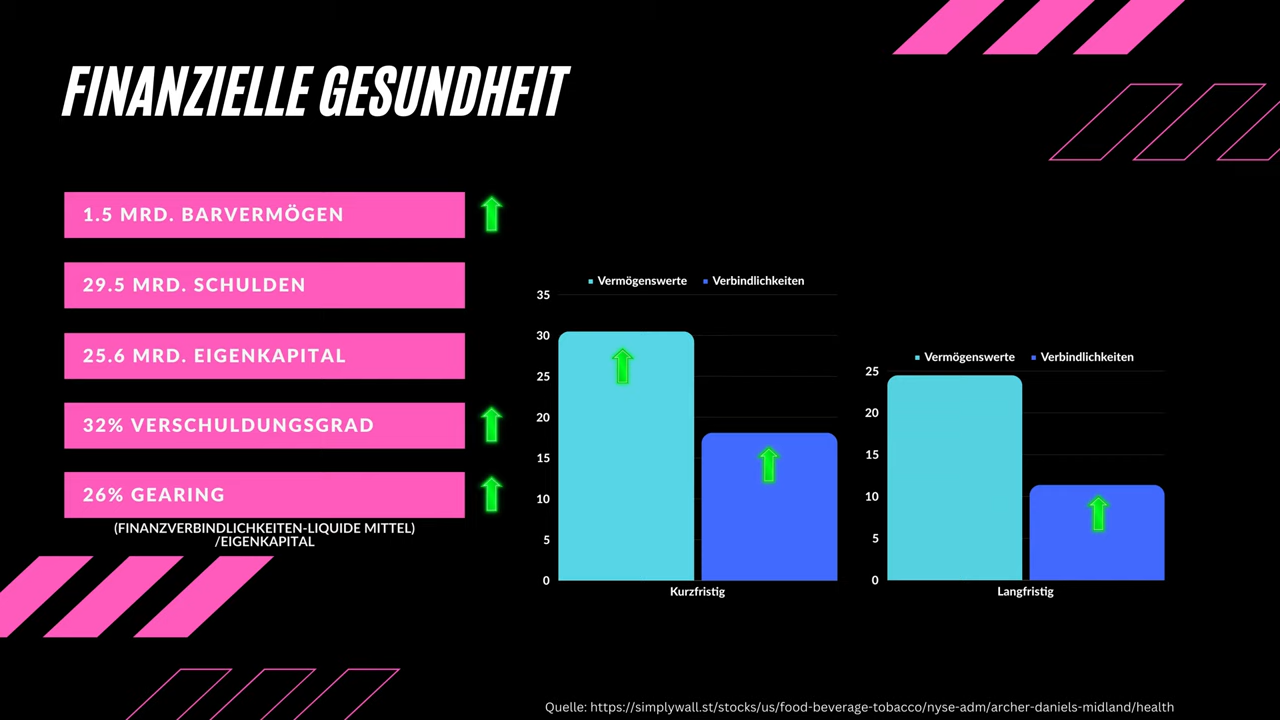 FINANZIELLE GESUNDHEIT
1.5 MRD. BARVERMÖGEN
29.5 MRD. SCHULDEN
25.6 MRD. EIGENKAPITAL
32% VERSCHULDUNGSGRAD
26% GEARING
(FINANZVERBINDLICHKEITEN-LIQUIDE MITTEL)
/EIGENKAPITAL
Vermögenswerte Verbindlichkeiten
35
30
25
20
15
10
5
0
Kurzfristig
Vermögenswerte Verbindlichkeiten
25
20
15
10
5
0
Langfristig
Quelle: https://simplywall.st/stocks/us/food-beverage-tobacco/nyse-adm/archer-daniels-midland/health